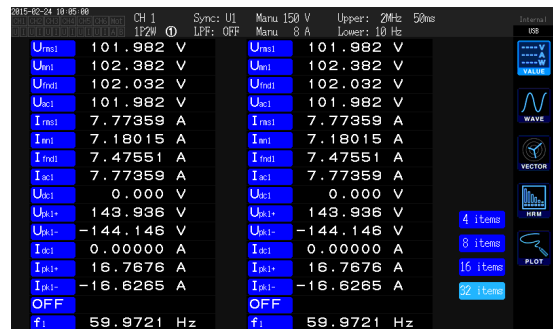 2015-02-24 10:05:00
CH 1 Sync: U1 Manu 150 V Upper: 2MHz 50ms Internal
1P2W ① LPF: OFF Manu 8 A Lower: 10 Hz USB
Urms1 101.982 V Urms1 101.982 V
Umn1 102.382 V Umn1 102.382 V
Ufnd1 102.032 V Ufnd1 102.032 V
Uac1 101.982 V Uac1 101.982 V
Irms1 7.77359 A Irms1 7.77359 A
Imn1 7.18015 A Imn1 7.18015 A
Ifnd1 7.47551 A Ifnd1 7.47551 A
Iac1 7.77359 A Iac1 7.77359 A
Udc1 0.000 V Udc1 0.000 V
Upk1+ 143.936 V Upk1+ 143.936 V
Upk1- -144.146 V Upk1- -144.146 V
Idc1 0.00000 A Idc1 0.00000 A
Ipk1+ 16.7676 A Ipk1+ 16.7676 A
Ipk1- -16.6265 A Ipk1- -16.6265 A
OFF OFF
f1 59.9721 Hz f1 59.9721 Hz
4 items
8 items
16 items
32 items
V
A
W
VALUE
WAVE
VECTOR
HRM
PLOT